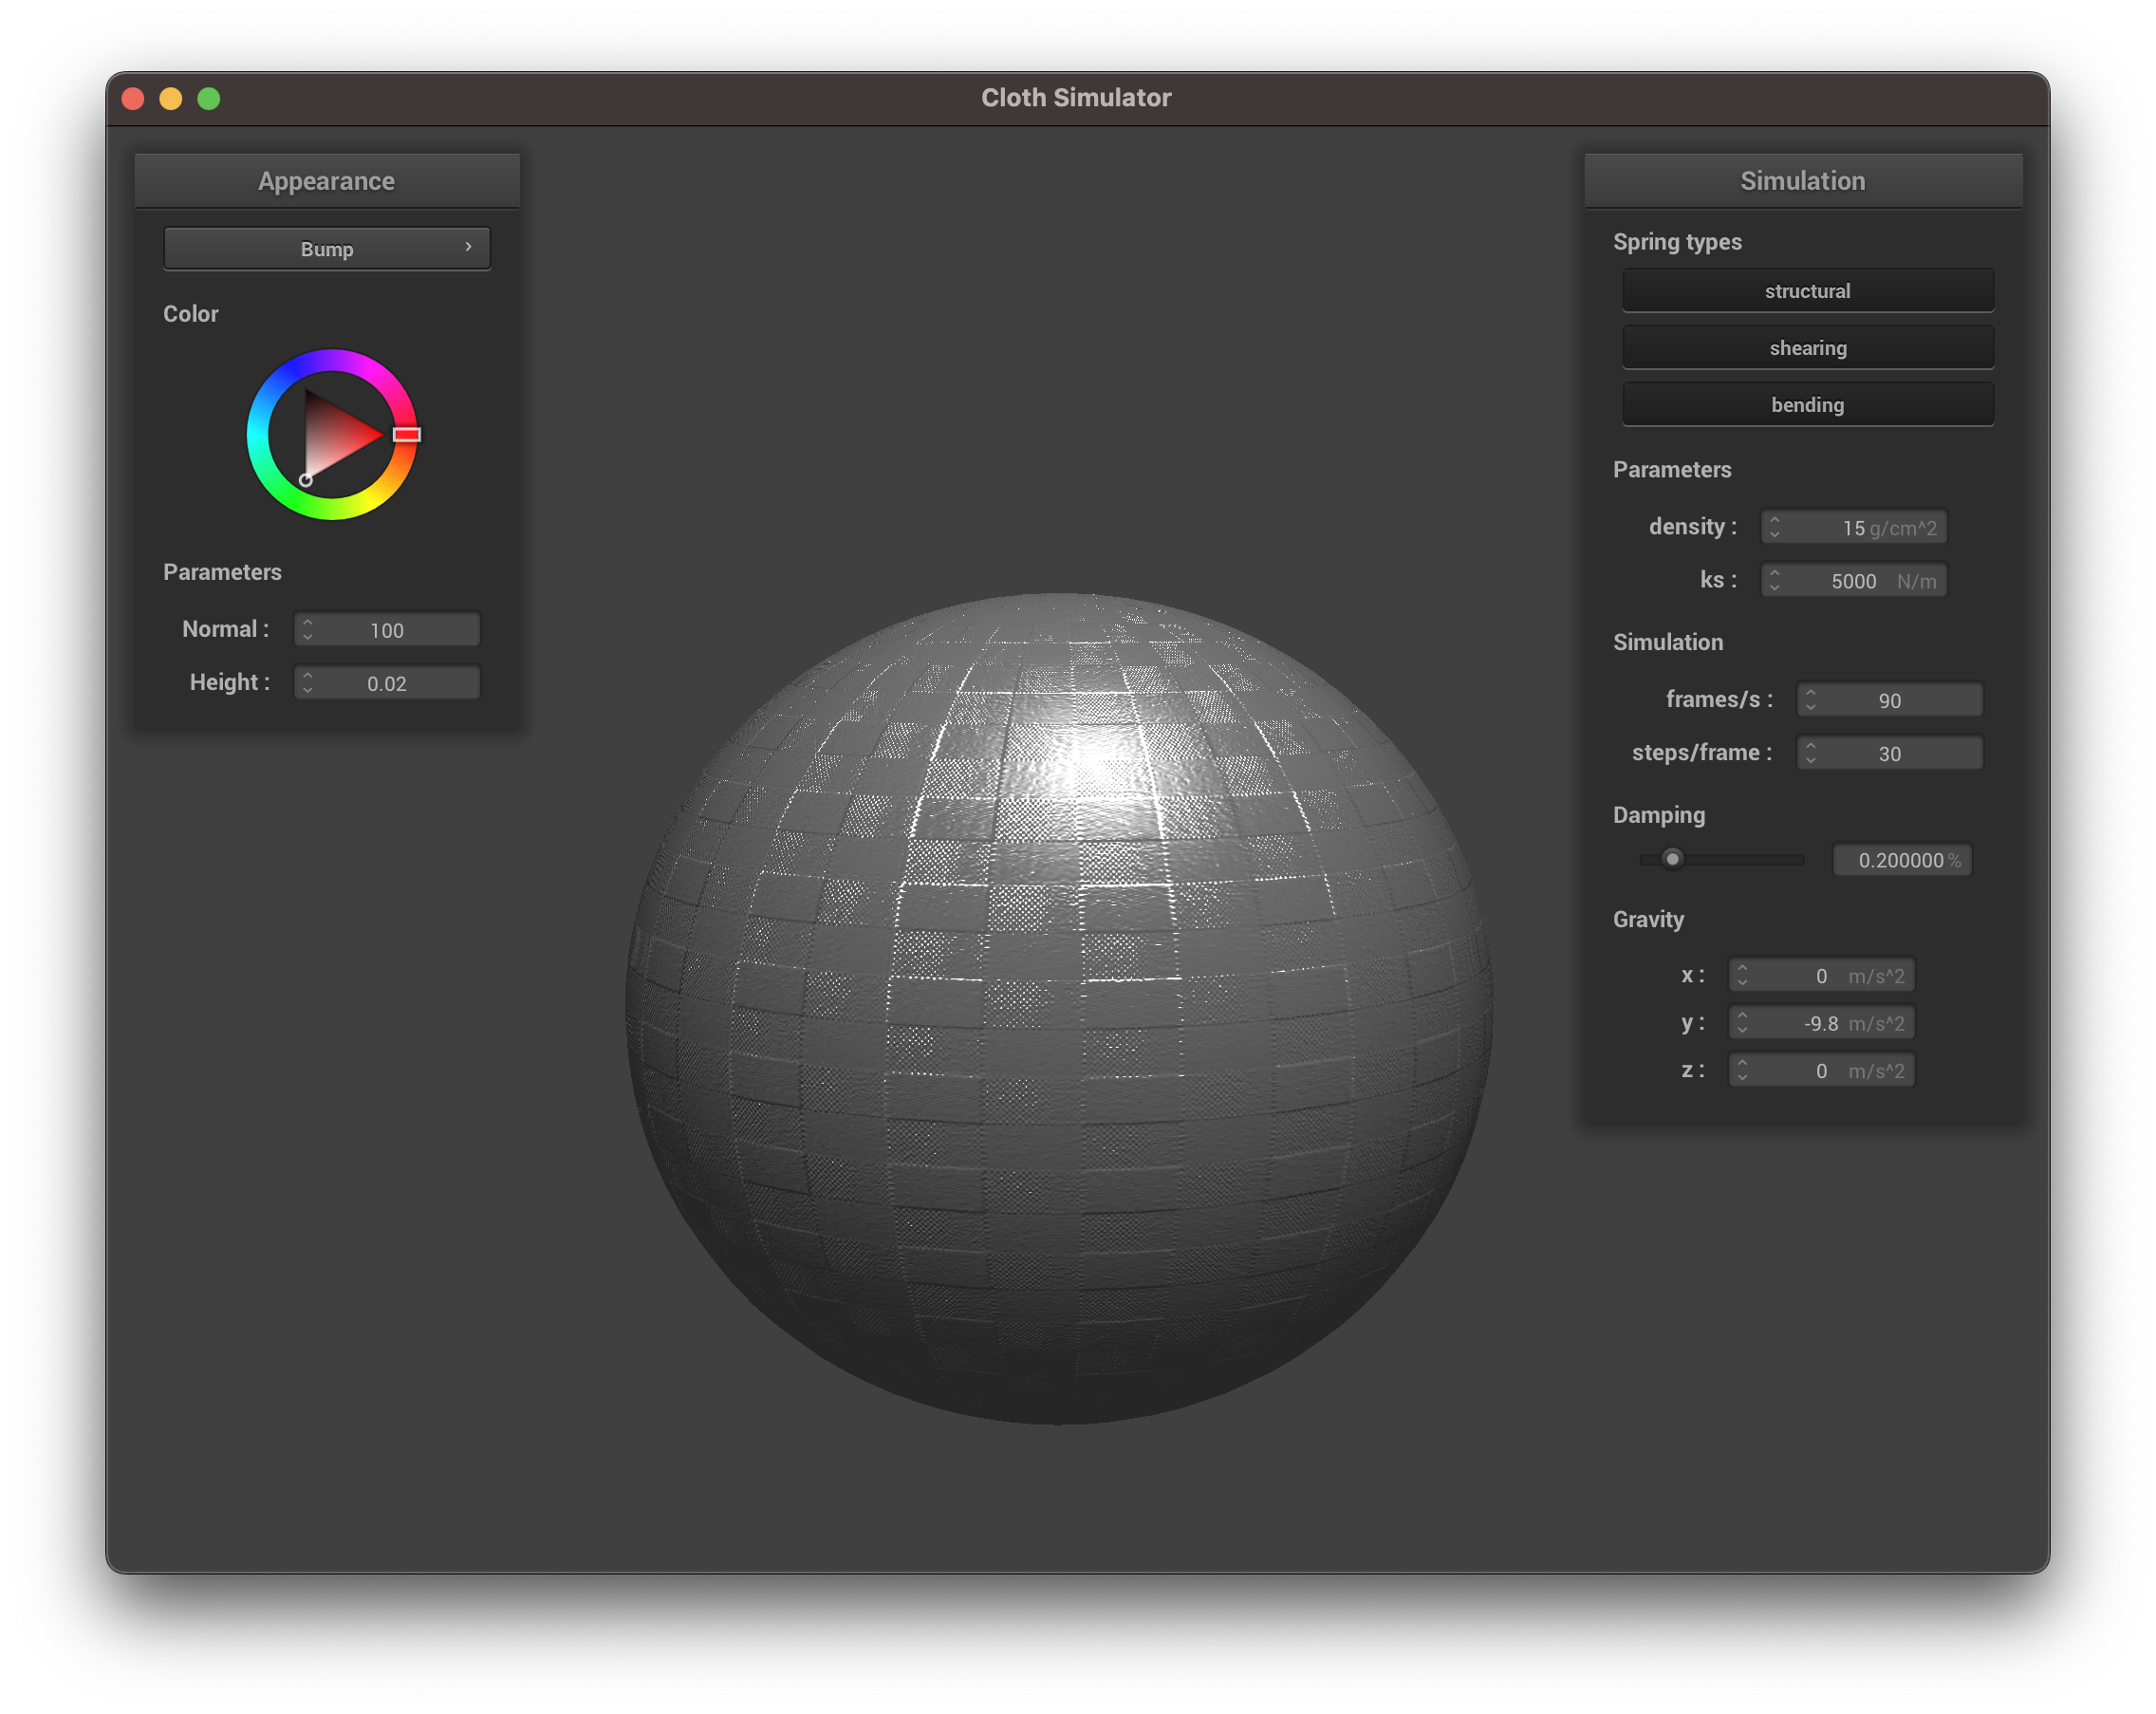 Cloth Simulator
Appearance
Bump
Color
Parameters
Normal : 100
Height : 0.02
Simulation
Spring types
structural
shearing
bending
Parameters
density : 15 g/cm^2
ks : 5000 N/m
Simulation
frames/s : 90
steps/frame : 30
Damping
0.200000 %
Gravity
x : 0 m/s^2
y : -9.8 m/s^2
z : 0 m/s^2